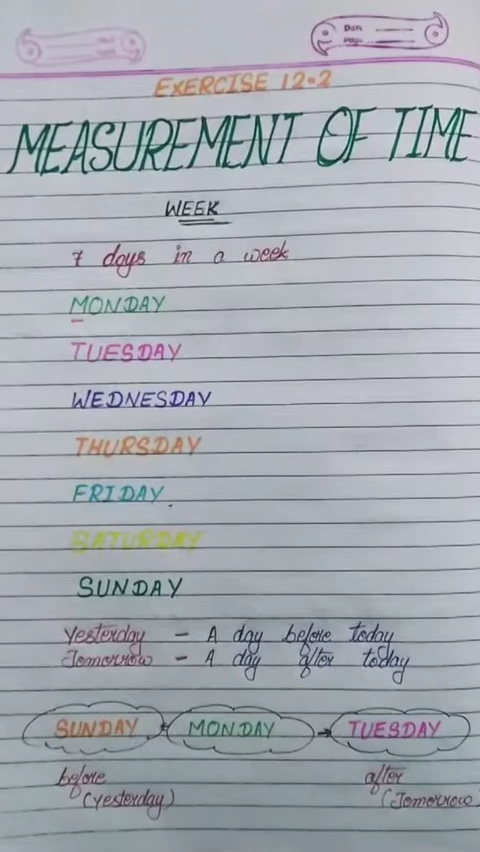 Date
EXERCISE 12.2
MEASUREMENT OF TIME
WEEK
7 days in a week
MONDAY
TUESDAY
WEDNESDAY
THURSDAY
FRIDAY
SATURDAY
SUNDAY
Yesterday - A day before today
Tomorrow - A day after today
SUNDAY ← MONDAY → TUESDAY
before after
(Yesterday) (Tomorrow